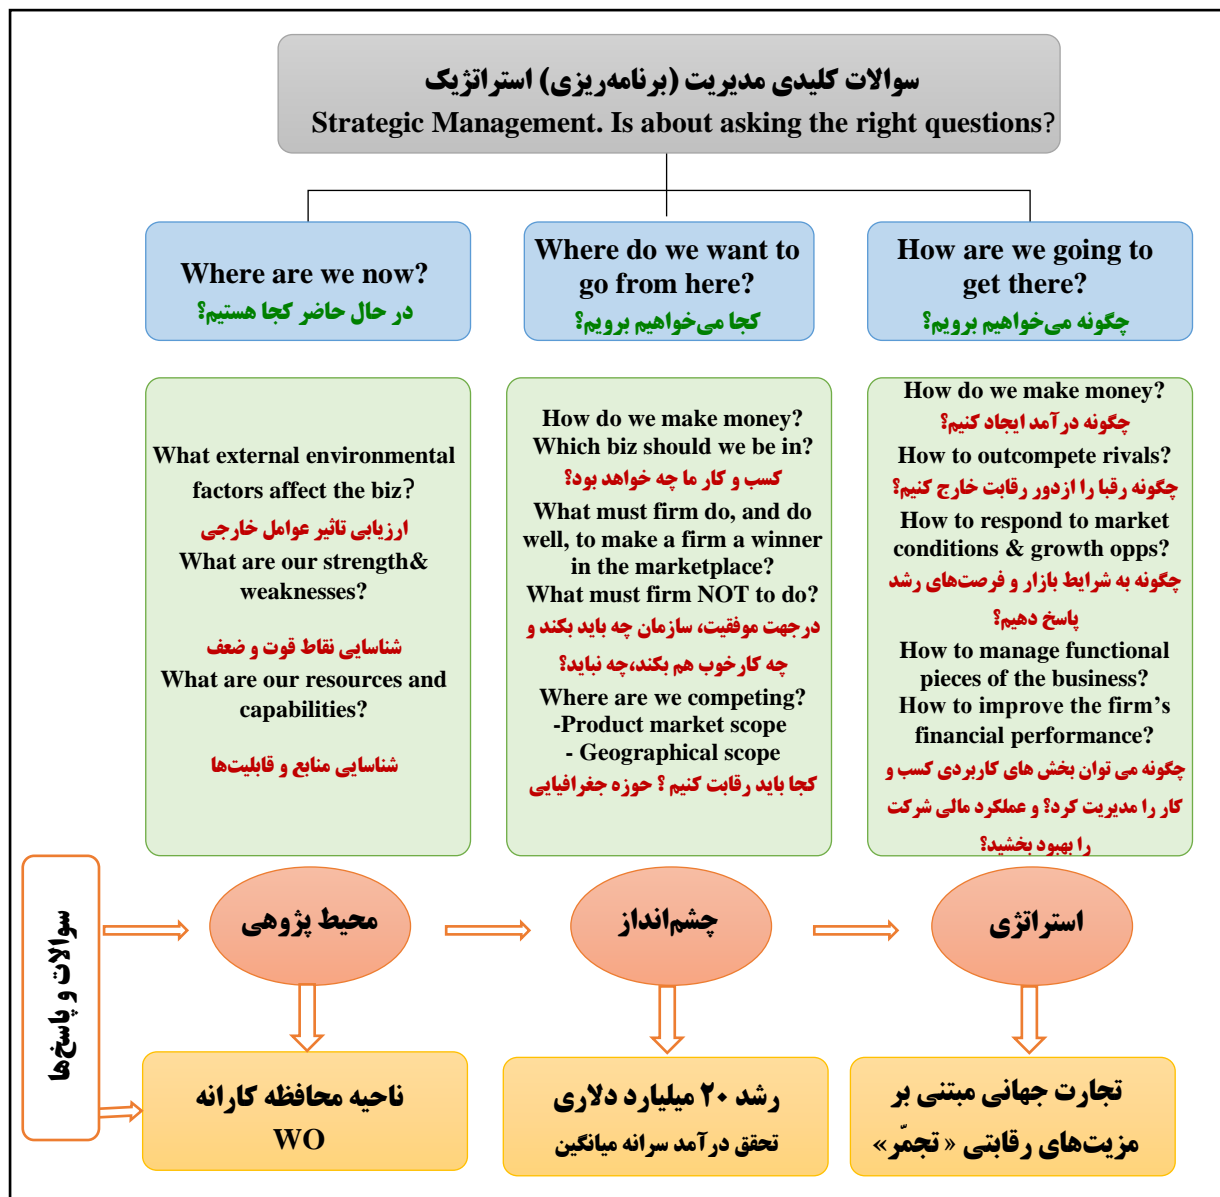 سوالات کلیدی مدیریت (برنامه‌ریزی) استراتژیک
Strategic Management. Is about asking the right questions?
Where are we now?
در حال حاضر کجا هستیم؟
Where do we want to
go from here?
کجا می‌خواهیم برویم؟
How are we going to
get there?
چگونه می‌خواهیم برویم؟
What external environmental
factors affect the biz?
ارزیابی تاثیر عوامل خارجی
What are our strength&
weaknesses?
شناسایی نقاط قوت و ضعف
What are our resources and
capabilities?
شناسایی منابع و قابلیت‌ها
How do we make money?
Which biz should we be in?
کسب و کار ما چه خواهد بود؟
What must firm do, and do
well, to make a firm a winner
in the marketplace?
What must firm NOT to do?
درجهت موفقیت، سازمان چه باید بکند و
چه کارخوب هم بکند،چه نباید؟
Where are we competing?
-Product market scope
- Geographical scope
کجا باید رقابت کنیم ؟ حوزه جغرافیایی
How do we make money?
چگونه درآمد ایجاد کنیم؟
How to outcompete rivals?
چگونه رقبا را ازدور رقابت خارج کنیم؟
How to respond to market
conditions & growth opps?
چگونه به شرایط بازار و فرصت‌های رشد
پاسخ دهیم؟
How to manage functional
pieces of the business?
How to improve the firm’s
financial performance?
چگونه می توان بخش های کاربردی کسب و
کار را مدیریت کرد؟ و عملکرد مالی شرکت
را بهبود بخشید؟
سوالات و پاسخ‌ها
محیط پژوهی
چشم‌انداز
استراتژی
ناحیه محافظه کارانه
WO
رشد ۲۰ میلیارد دلاری
تحقق درآمد سرانه میانگین
تجارت جهانی مبتنی بر
مزیت‌های رقابتی « تجمّر»